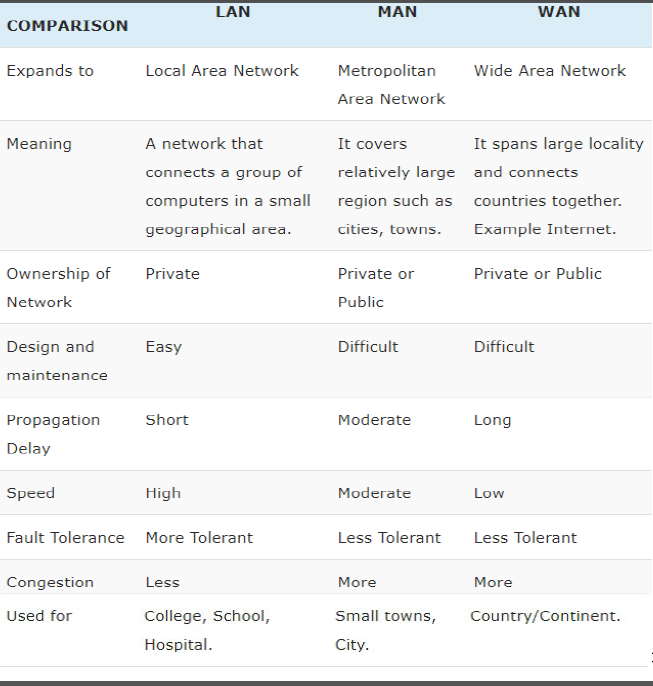 COMPARISON LAN MAN WAN
Expands to Local Area Network Metropolitan Wide Area Network
Area Network
Meaning A network that It covers It spans large locality
connects a group of relatively large and connects
computers in a small region such as countries together.
geographical area. cities, towns. Example Internet.
Ownership of Private Private or Private or Public
Network Public
Design and Easy Difficult Difficult
maintenance
Propagation Short Moderate Long
Delay
Speed High Moderate Low
Fault Tolerance More Tolerant Less Tolerant Less Tolerant
Congestion Less More More
Used for College, School, Small towns, Country/Continent.
Hospital. City.